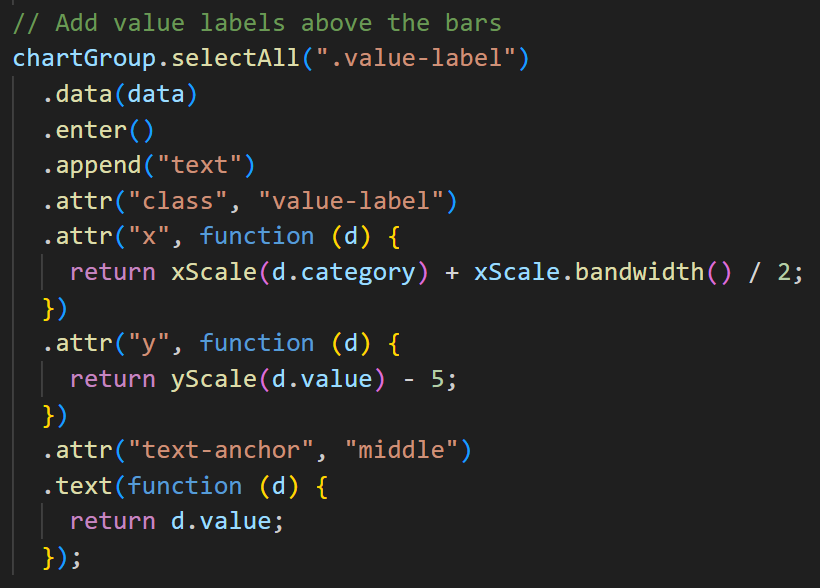 // Add value labels above the bars
chartGroup.selectAll(".value-label")
  .data(data)
  .enter()
  .append("text")
  .attr("class", "value-label")
  .attr("x", function (d) {
    return xScale(d.category) + xScale.bandwidth() / 2;
  })
  .attr("y", function (d) {
    return yScale(d.value) - 5;
  })
  .attr("text-anchor", "middle")
  .text(function (d) {
    return d.value;
  });